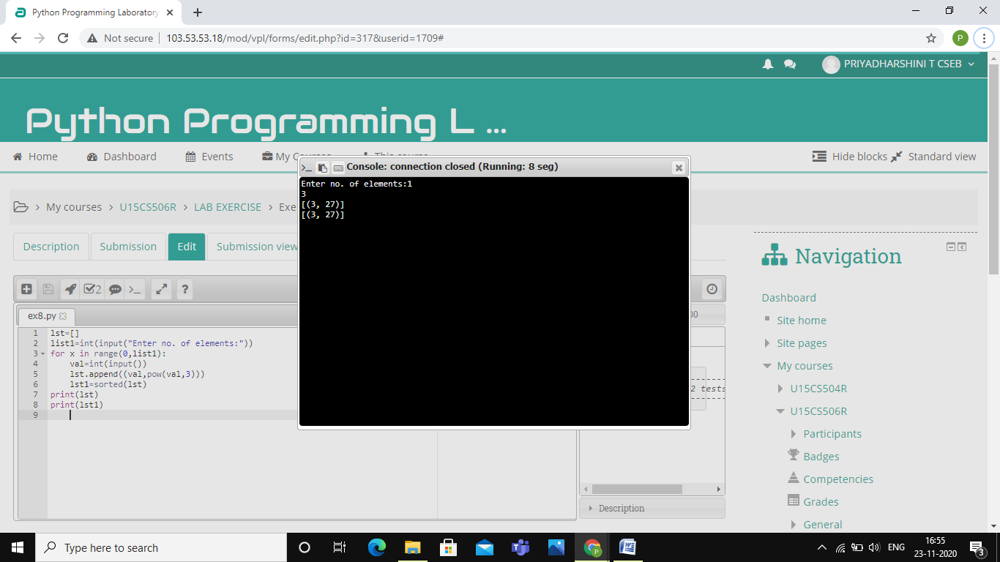 Python Programming Laboratory
Not secure
103.53.53.18/mod/vpl/forms/edit.php?id=317&userid=1709#
P
PRIYADHARSHINI T CSEB
Python Programming L ...
Home
Dashboard
Events
My Courses
This course
Hide blocks
Standard view
Console: connection closed (Running: 8 seg)
Enter no. of elements:1
3
[(3, 27)]
[(3, 27)]
My courses > U15CS506R > LAB EXERCISE > Exe
Description
Submission
Edit
Submission view
2
>_
?
ex8.py
1 lst=[]
2 list1=int(input("Enter no. of elements:"))
3 for x in range(0,list1):
4 val=int(input())
5 lst.append((val,pow(val,3)))
6 lst1=sorted(lst)
7 print(lst)
8 print(lst1)
9
00
2 tests
Description
Navigation
Dashboard
Site home
Site pages
My courses
U15CS504R
U15CS506R
Participants
Badges
Competencies
Grades
General
Type here to search
P
ENG
16:55
23-11-2020
3